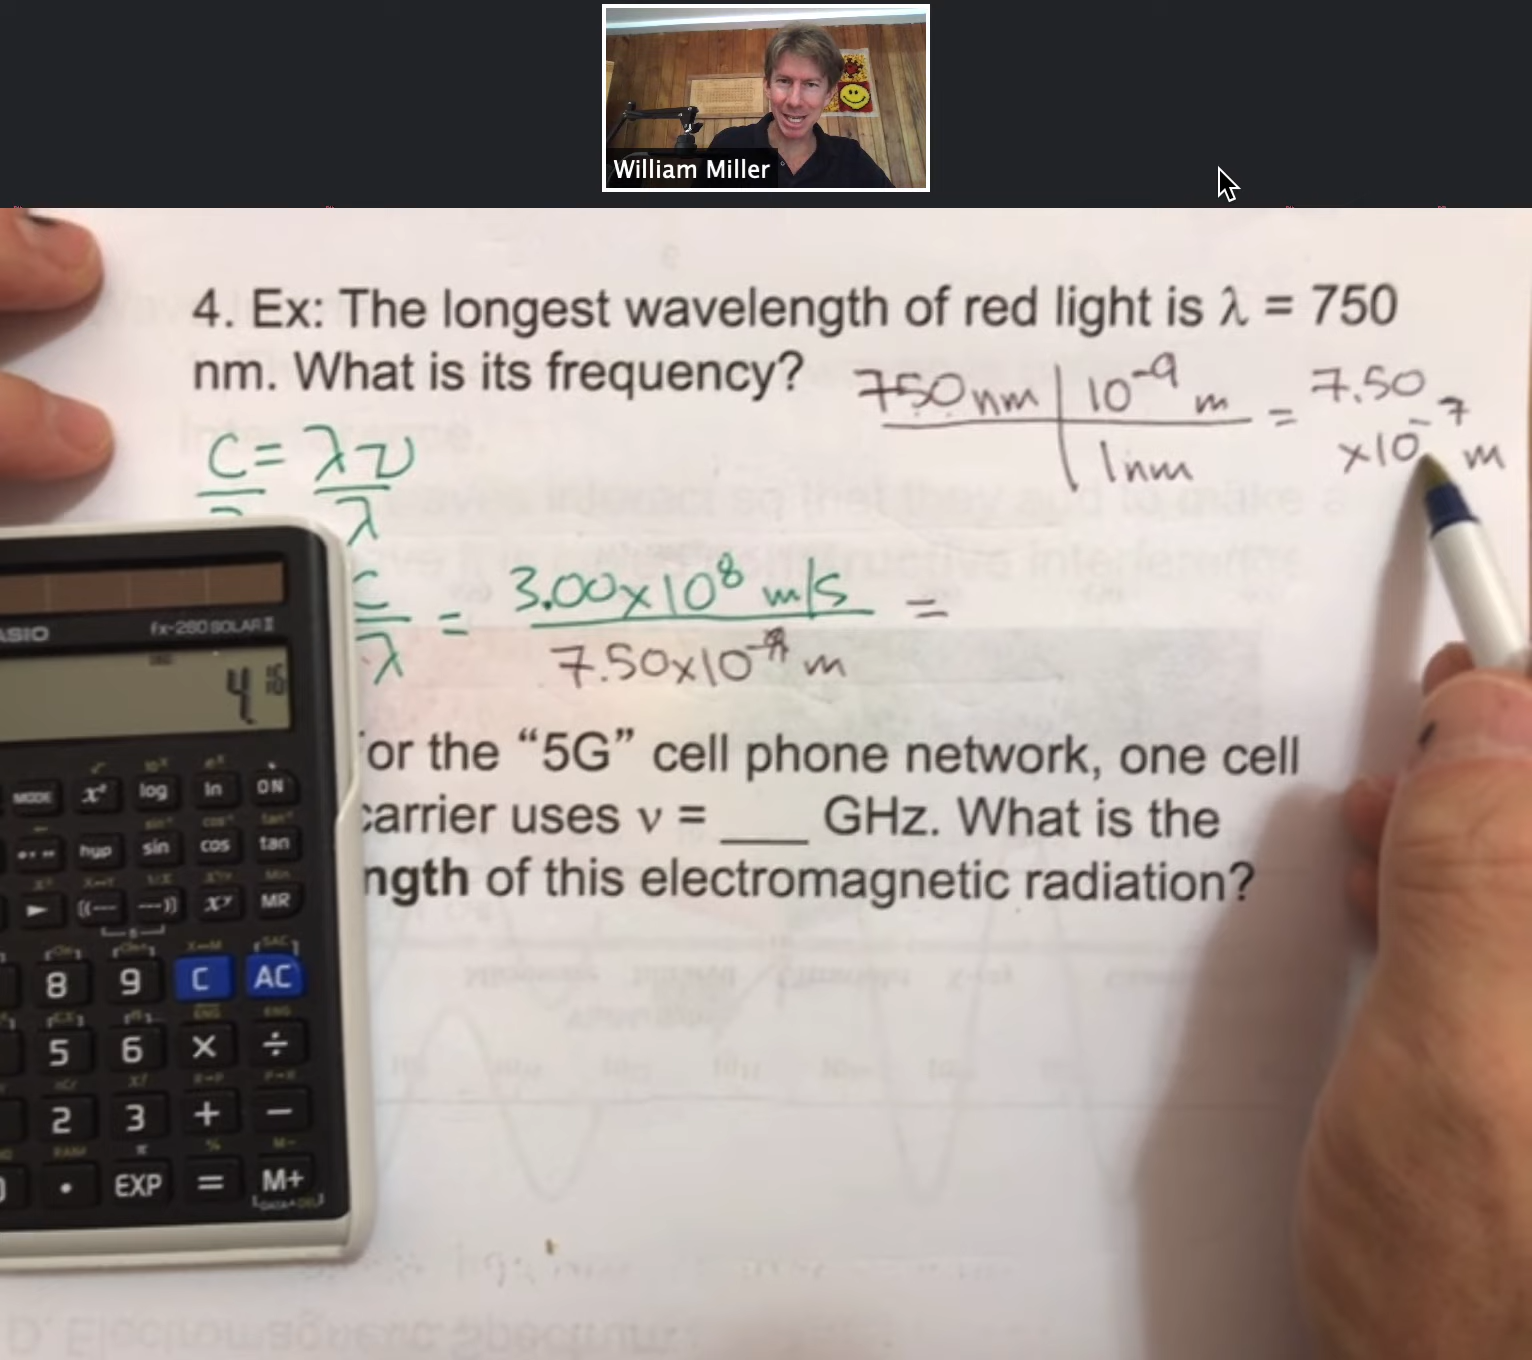 William Miller
4. Ex: The longest wavelength of red light is λ = 750
nm. What is its frequency?
750 nm | 10⁻⁹ m = 7.50
1 nm ×10⁻⁷ m
C = λν
λ
C = 3.00×10⁸ m/s =
λ 7.50×10 m
or the “5G” cell phone network, one cell
carrier uses ν = ___ GHz. What is the
ngth of this electromagnetic radiation?
ASIO fx-260 SOLAR II
4. 16
MODE x² log ln ON
hyp sin cos tan
MR
8 9 C AC
5 6 × ÷
2 3 + −
. EXP = M+